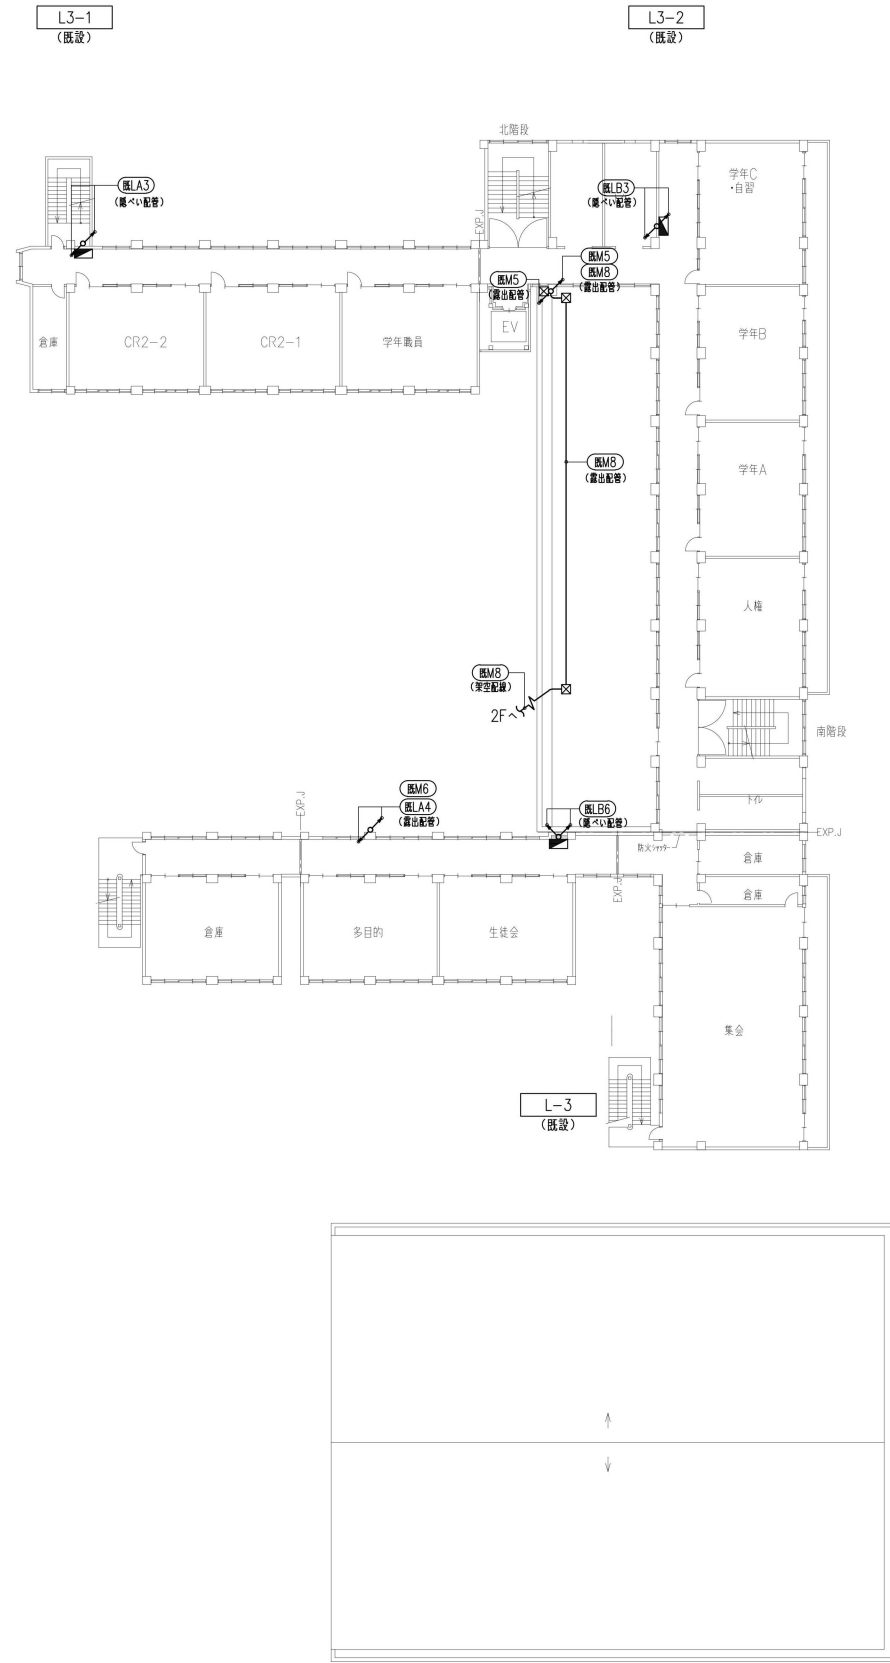 L3-1
(既設)
L3-2
(既設)
北階段
既LA3
(隠ぺい配管)
既LB3
(隠ぺい配管)
学年C
・自習
EXP.J
既M5
既M8
(露出配管)
既M5
(露出配管)
EV
倉庫
CR2-2
CR2-1
学年職員
学年B
既M8
(露出配管)
学年A
人権
既M8
(架空配線)
2Fへ
南階段
トイレ
既M6
既LA4
(露出配管)
EXP.J
既LB6
(隠ぺい配管)
EXP.J
防火シャッター
倉庫
EXP.J
倉庫
倉庫
多目的
生徒会
集会
L-3
(既設)